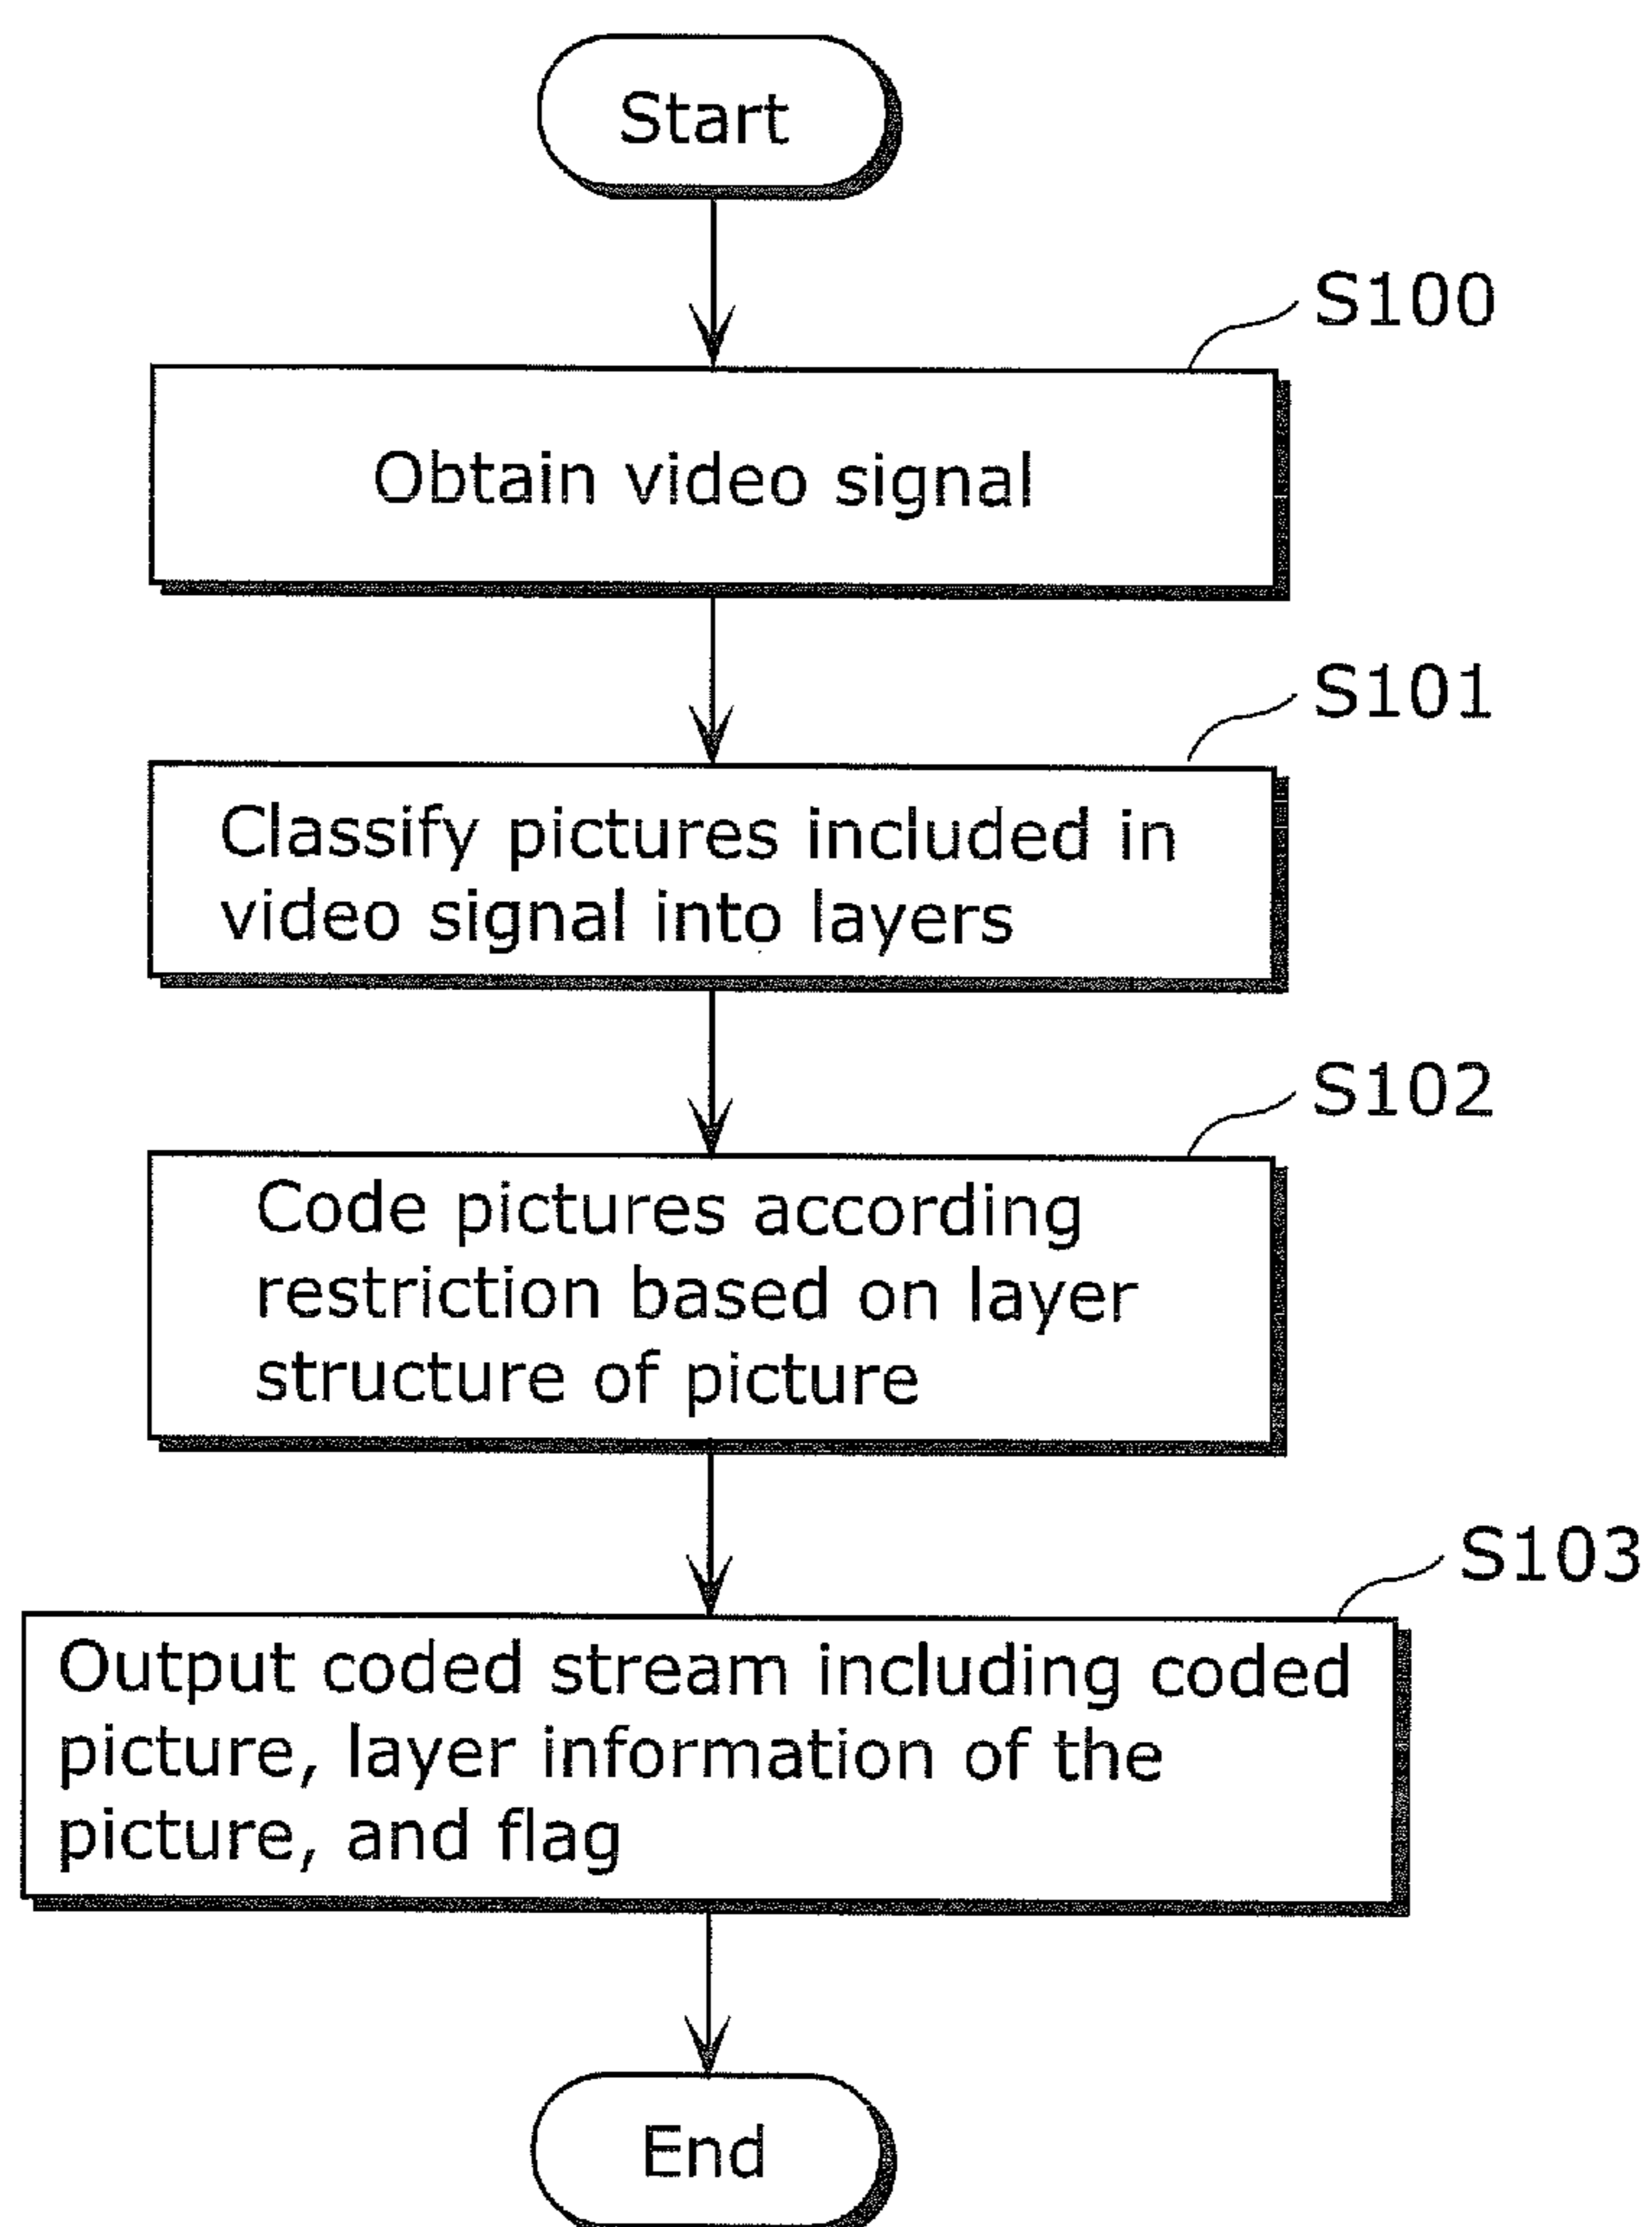 Start
S100
Obtain video signal
S101
Classify pictures included in
video signal into layers
S102
Code pictures according
restriction based on layer
structure of picture
S103
Output coded stream including coded
picture, layer information of the
picture, and flag
End